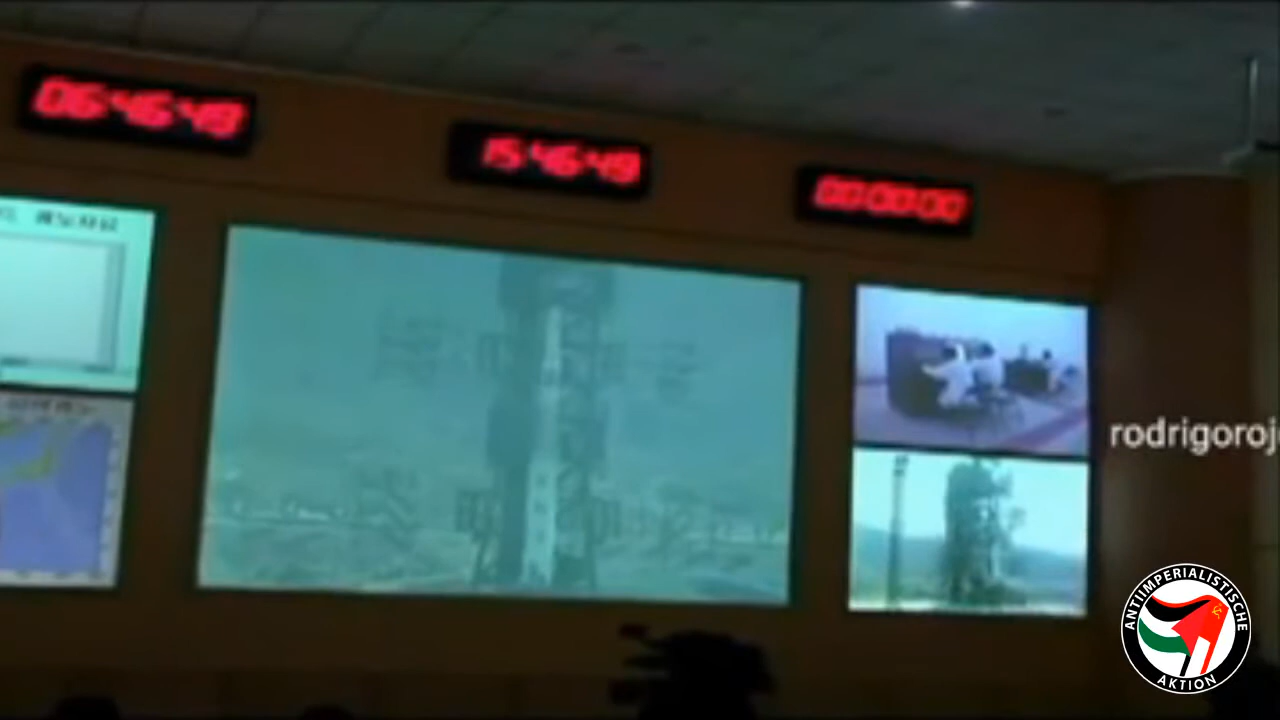 06:46:49
15:46:49
00:00:00
rodrigoroj
ANTIIMPERIALISTISCHE
AKTION